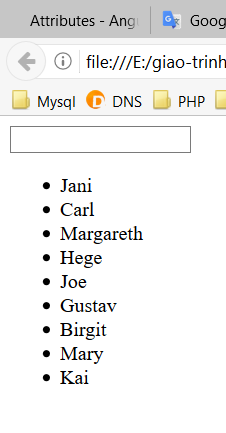 Attributes - Ang
Goog
file:///E:/giao-trinh
Mysql
DNS
PHP
Jani
Carl
Margareth
Hege
Joe
Gustav
Birgit
Mary
Kai